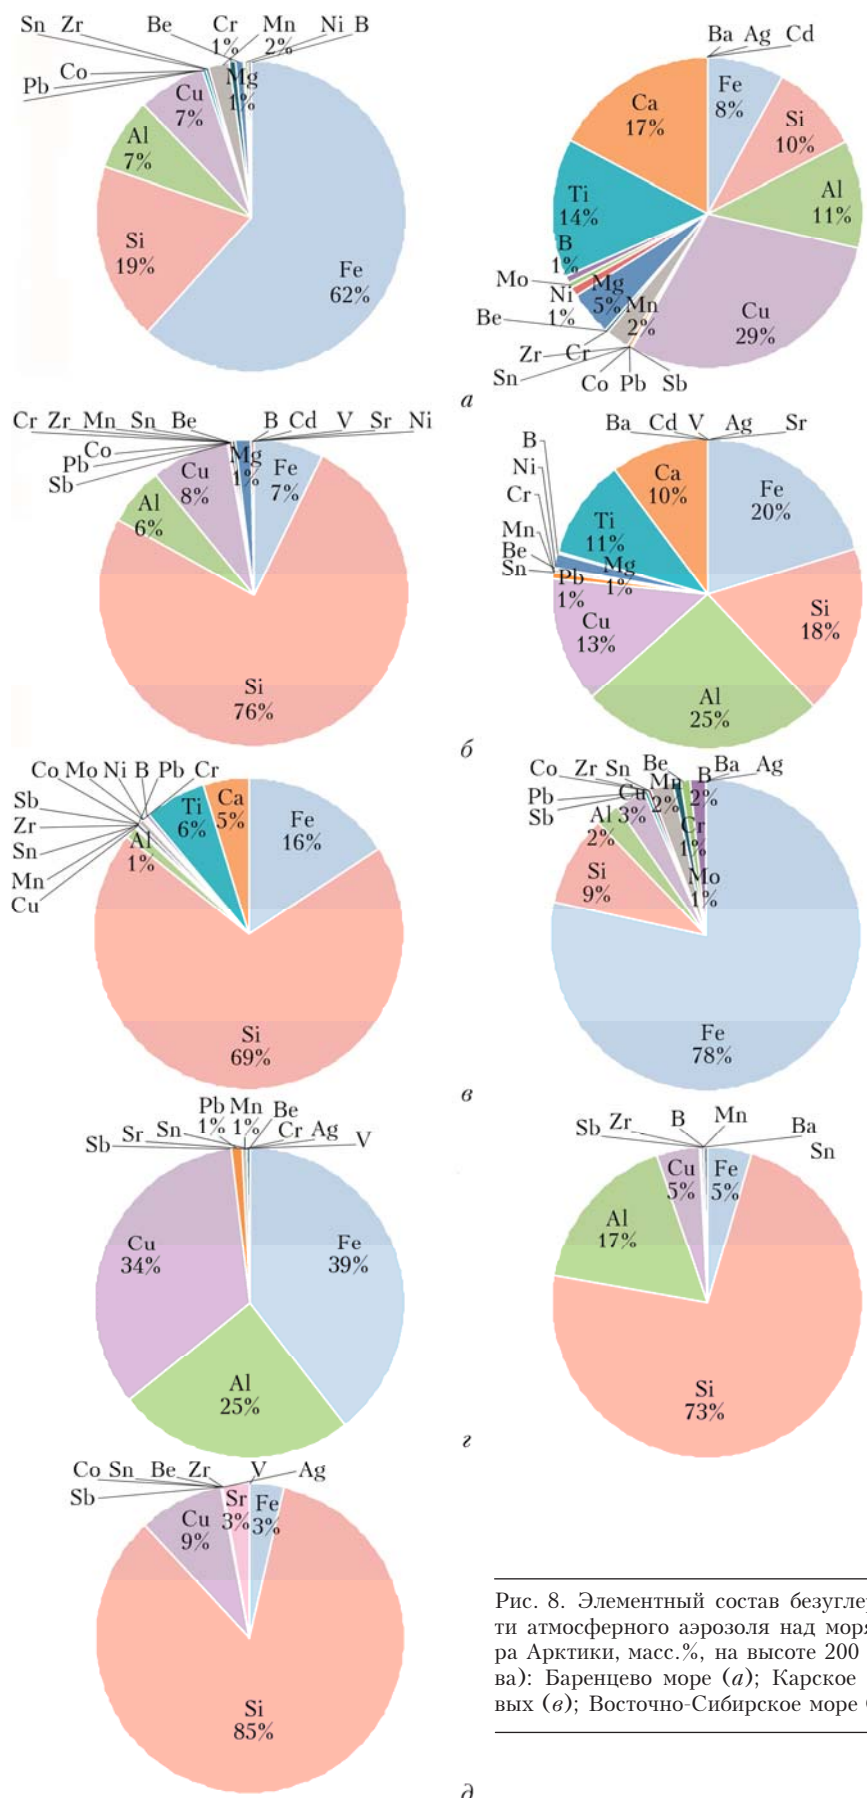 Sn Zr Be Cr Mn Ni B
1% 2%
Pb Co Mg
1%
Cu
7%
Al
7%
Si
19%
Fe
62%
Ba Ag Cd
Fe
8%
Ca
17%
Si
10%
Ti
14%
Al
11%
B
1%
Mo
Ni
1%
Mg
5%
Mn
2%
Cu
29%
Be
Zr Cr
Sn
Co Pb Sb
а
Cr Zr Mn Sn Be B Cd V Sr Ni
Co
Pb
Sb
Mg
1%
Fe
7%
Cu
8%
Al
6%
Si
76%
Ba Cd V Ag Sr
B
Ni
Cr
Mn
Be
Sn
Ca
10%
Fe
20%
Ti
11%
Mg
1%
Pb
1%
Cu
13%
Si
18%
Al
25%
б
Co Mo Ni B Pb Cr
Sb
Zr
Sn
Mn
Cu
Ti
6%
Ca
5%
Fe
16%
Al
1%
Si
69%
Co Zr Sn Be Ba Ag
Pb
Sb
Mn
2%
B
2%
Cu
3%
Al
2%
Cr
1%
Si
9%
Mo
1%
Fe
78%
в
Pb Mn Be
1% 1%
Sb Sr Sn Cr Ag V
Cu
34%
Fe
39%
Al
25%
Sb Zr B Mn Ba
Sn
Cu
5%
Fe
5%
Al
17%
Si
73%
г
Co Sn Be Zr V Ag
Sb
Sr
3%
Fe
3%
Cu
9%
Si
85%
д
Рис. 8. Элементный состав безугле
ти атмосферного аэрозоля над мор
ра Арктики, масс.%, на высоте 200
ва): Баренцево море (а); Карское
вых (в); Восточно-Сибирское море